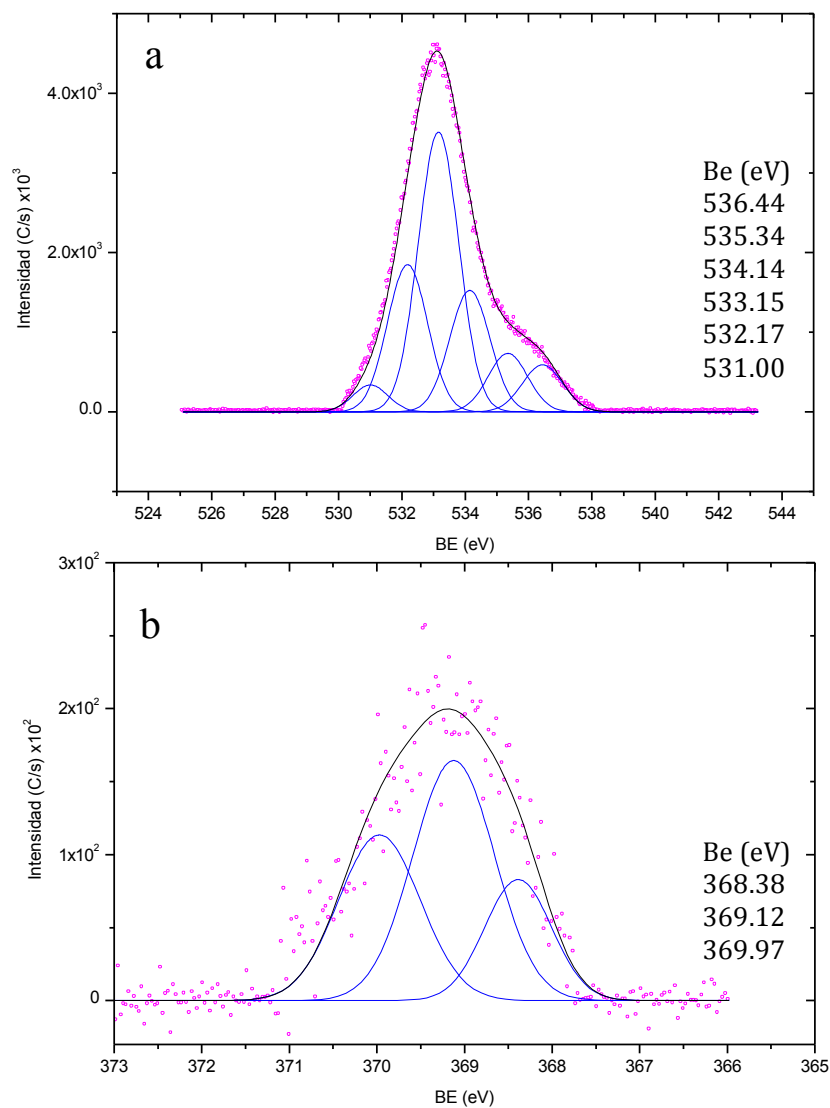 a
4.0x10³
2.0x10³
0.0
Intensidad (C/s) x10³
Be (eV)
536.44
535.34
534.14
533.15
532.17
531.00
524 526 528 530 532 534 536 538 540 542 544
BE (eV)
b
3x10²
2x10²
1x10²
0
Intensidad (C/s) x10²
Be (eV)
368.38
369.12
369.97
373 372 371 370 369 368 367 366 365
BE (eV)